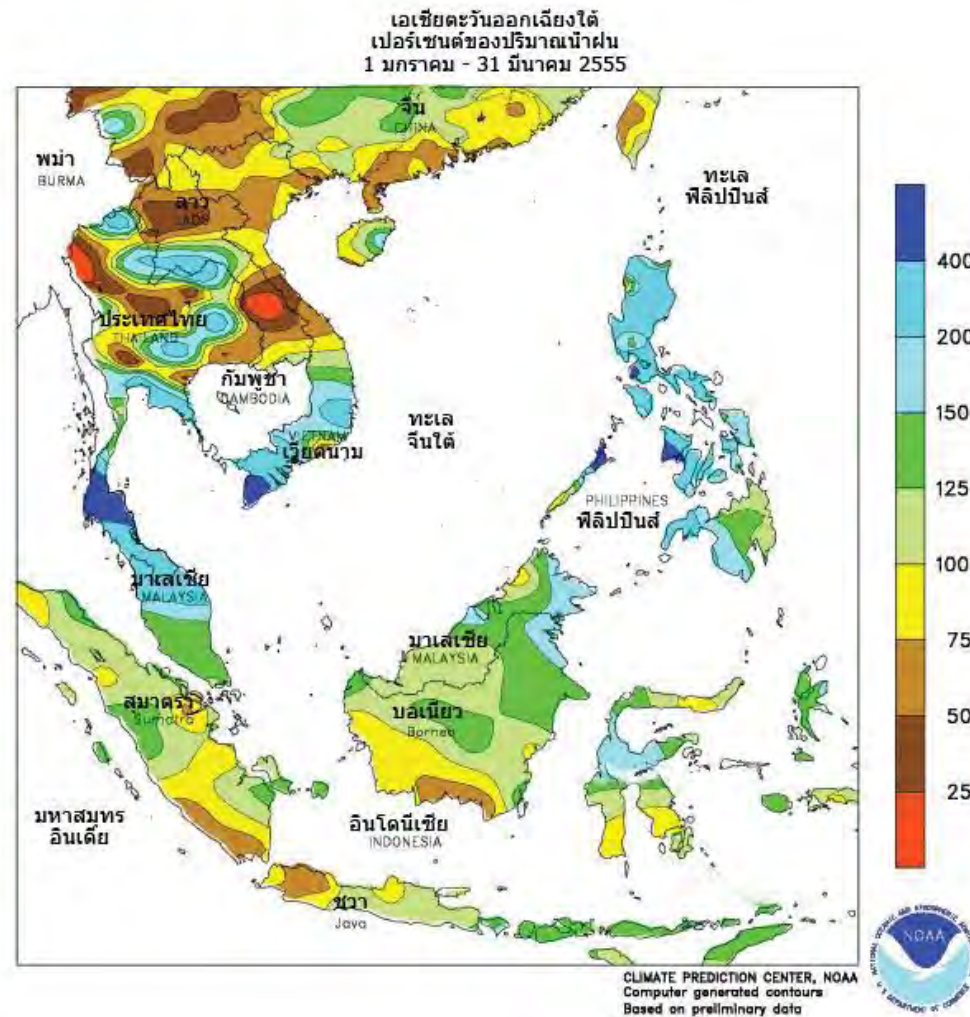 เอเชียตะวันออกเฉียงใต้
เปอร์เซนต์ของปริมาณน้ำฝน
1 มกราคม - 31 มีนาคม 2555
จีน
CHINA
พม่า
BURMA
ทะเล
ฟิลิปปินส์
ลาว
LAOS
400
ประเทศไทย
THAILAND
200
กัมพูชา
CAMBODIA
150
ทะเล
จีนใต้
VIETNAM
เวียดนาม
125
PHILIPPINES
ฟิลิปปินส์
100
มาเลเซีย
MALAYSIA
75
มาเลเซีย
MALAYSIA
สุมาตรา
Sumatra
บอเนียว
Borneo
50
25
มหาสมุทร
อินเดีย
อินโดนีเซีย
INDONESIA
ชวา
Java
NOAA
CLIMATE PREDICTION CENTER, NOAA
Computer generated contours
Based on preliminary data